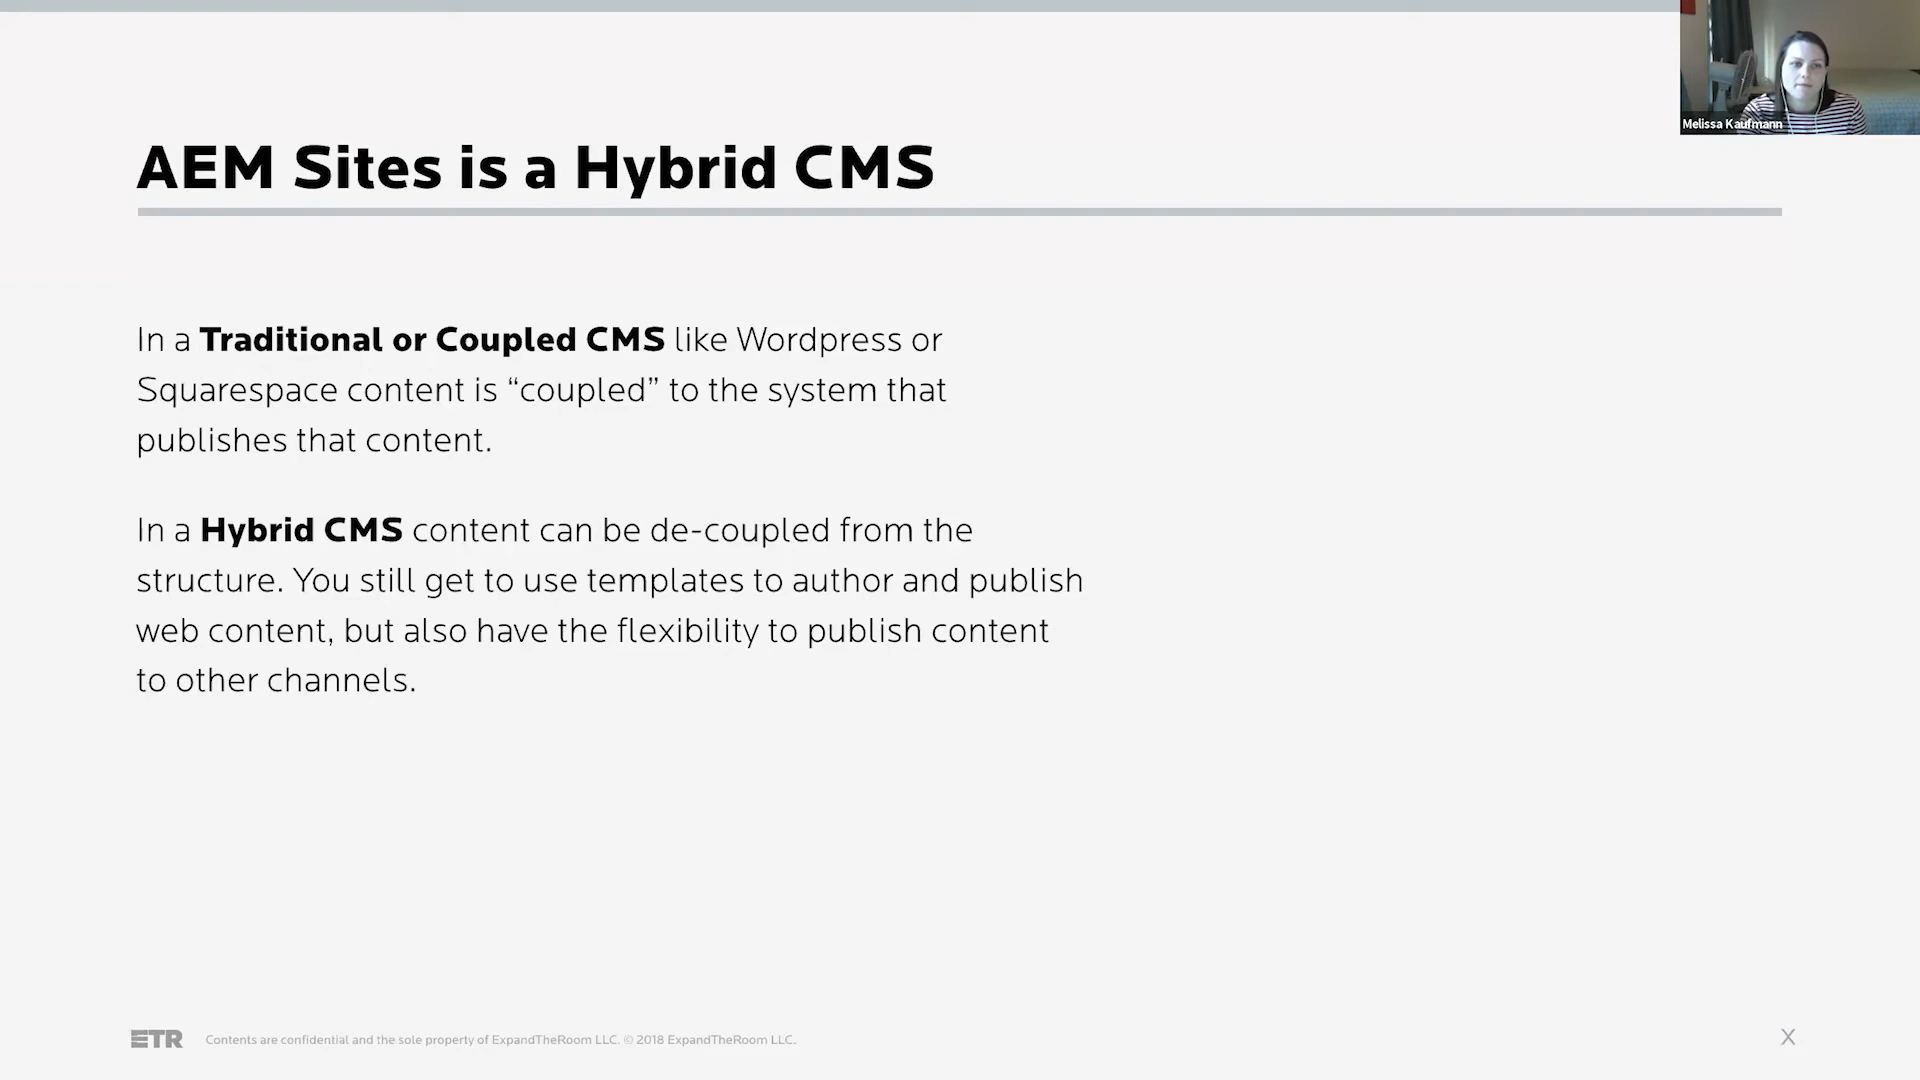 Melissa Kaufmann
AEM Sites is a Hybrid CMS
In a Traditional or Coupled CMS like Wordpress or
Squarespace content is “coupled” to the system that
publishes that content.
In a Hybrid CMS content can be de-coupled from the
structure. You still get to use templates to author and publish
web content, but also have the flexibility to publish content
to other channels.
ETR Contents are confidential and the sole property of ExpandTheRoom LLC. © 2018 ExpandTheRoom LLC.
X